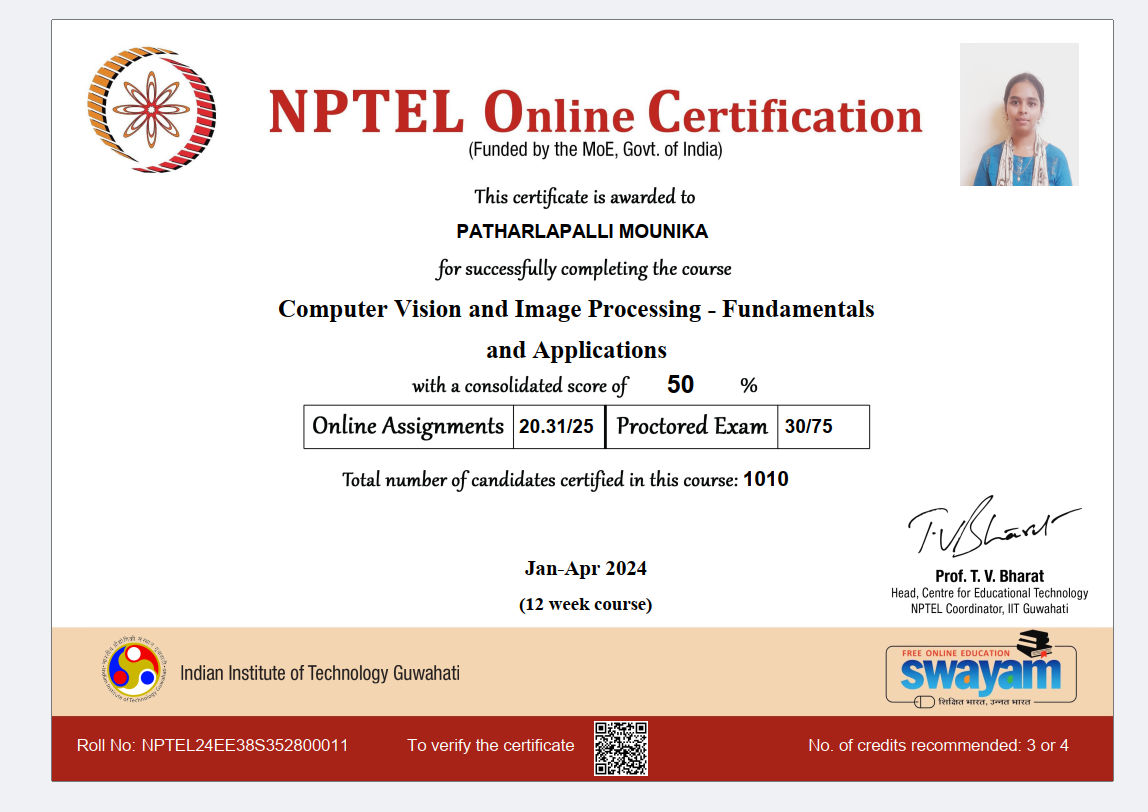 NPTEL Online Certification
(Funded by the MoE, Govt. of India)
This certificate is awarded to
PATHARLAPALLI MOUNIKA
for successfully completing the course
Computer Vision and Image Processing - Fundamentals
and Applications
with a consolidated score of 50 %
Online Assignments 20.31/25 Proctored Exam 30/75
Total number of candidates certified in this course: 1010
T.V Bharat
Jan-Apr 2024
(12 week course)
Prof. T. V. Bharat
Head, Centre for Educational Technology
NPTEL Coordinator, IIT Guwahati
Indian Institute of Technology Guwahati
FREE ONLINE EDUCATION
swayam
शिक्षित भारत, उन्नत भारत
Roll No: NPTEL24EE38S352800011 To verify the certificate No. of credits recommended: 3 or 4